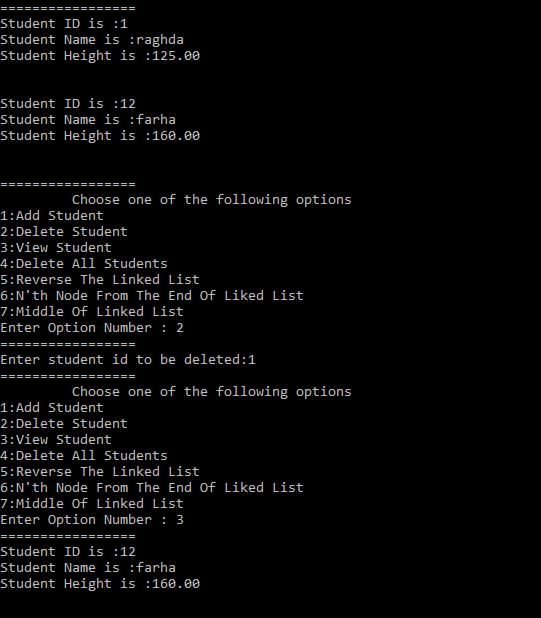 =================
Student ID is :1
Student Name is :raghda
Student Height is :125.00
Student ID is :12
Student Name is :farha
Student Height is :160.00
=================
Choose one of the following options
1:Add Student
2:Delete Student
3:View Student
4:Delete All Students
5:Reverse The Linked List
6:N'th Node From The End Of Liked List
7:Middle Of Linked List
Enter Option Number : 2
=================
Enter student id to be deleted:1
=================
Choose one of the following options
1:Add Student
2:Delete Student
3:View Student
4:Delete All Students
5:Reverse The Linked List
6:N'th Node From The End Of Liked List
7:Middle Of Linked List
Enter Option Number : 3
=================
Student ID is :12
Student Name is :farha
Student Height is :160.00